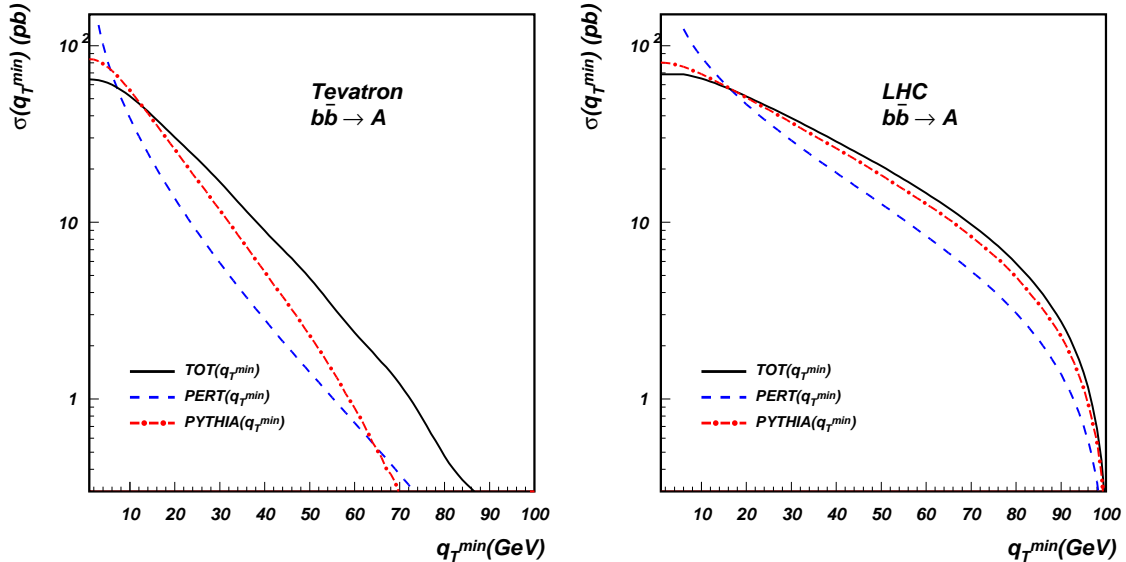 σ(q_T^min) (pb)
10^2
10
1
Tevatron
bb̄ → A
TOT(q_T^min)
PERT(q_T^min)
PYTHIA(q_T^min)
10 20 30 40 50 60 70 80 90 100
q_T^min(GeV)
σ(q_T^min) (pb)
10^2
10
1
LHC
bb̄ → A
TOT(q_T^min)
PERT(q_T^min)
PYTHIA(q_T^min)
10 20 30 40 50 60 70 80 90 100
q_T^min(GeV)